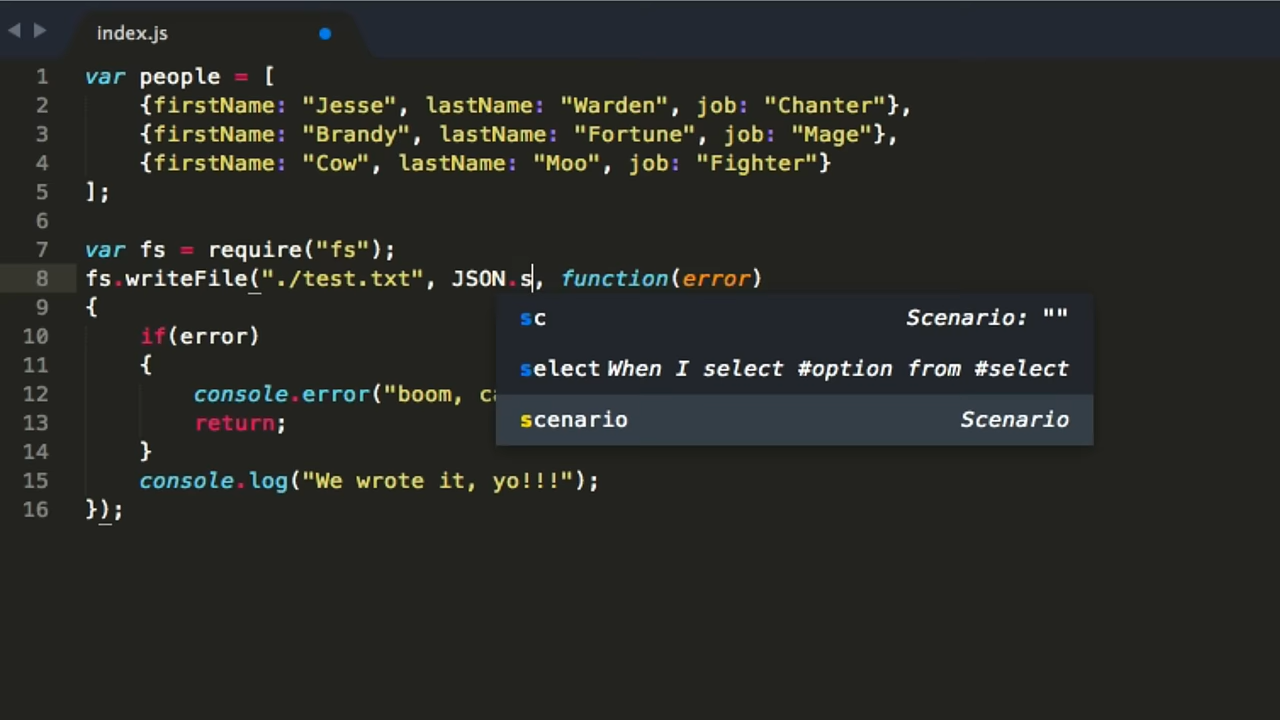 index.js
1 var people = [
2 {firstName: "Jesse", lastName: "Warden", job: "Chanter"},
3 {firstName: "Brandy", lastName: "Fortune", job: "Mage"},
4 {firstName: "Cow", lastName: "Moo", job: "Fighter"}
5 ];
6
7 var fs = require("fs");
8 fs.writeFile("./test.txt", JSON.s, function(error)
9 {
sc Scenario: ""
10 if(error)
11 {
select When I select #option from #select
12 console.error("boom,
scenario Scenario
13 return;
14 }
15 console.log("We wrote it, yo!!!");
16 });